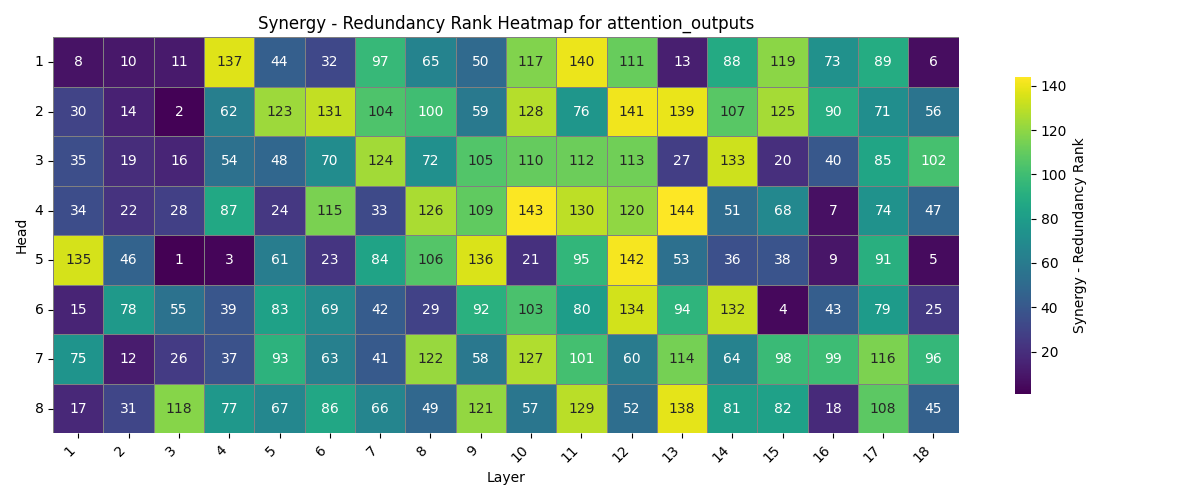 Synergy - Redundancy Rank Heatmap for attention_outputs
Head
1 8 10 11 137 44 32 97 65 50 117 140 111 13 88 119 73 89 6
2 30 14 2 62 123 131 104 100 59 128 76 141 139 107 125 90 71 56
3 35 19 16 54 48 70 124 72 105 110 112 113 27 133 20 40 85 102
4 34 22 28 87 24 115 33 126 109 143 130 120 144 51 68 7 74 47
5 135 46 1 3 61 23 84 106 136 21 95 142 53 36 38 9 91 5
6 15 78 55 39 83 69 42 29 92 103 80 134 94 132 4 43 79 25
7 75 12 26 37 93 63 41 122 58 127 101 60 114 64 98 99 116 96
8 17 31 118 77 67 86 66 49 121 57 129 52 138 81 82 18 108 45
1 2 3 4 5 6 7 8 9 10 11 12 13 14 15 16 17 18
Layer
140
120
100
80
60
40
20
Synergy - Redundancy Rank